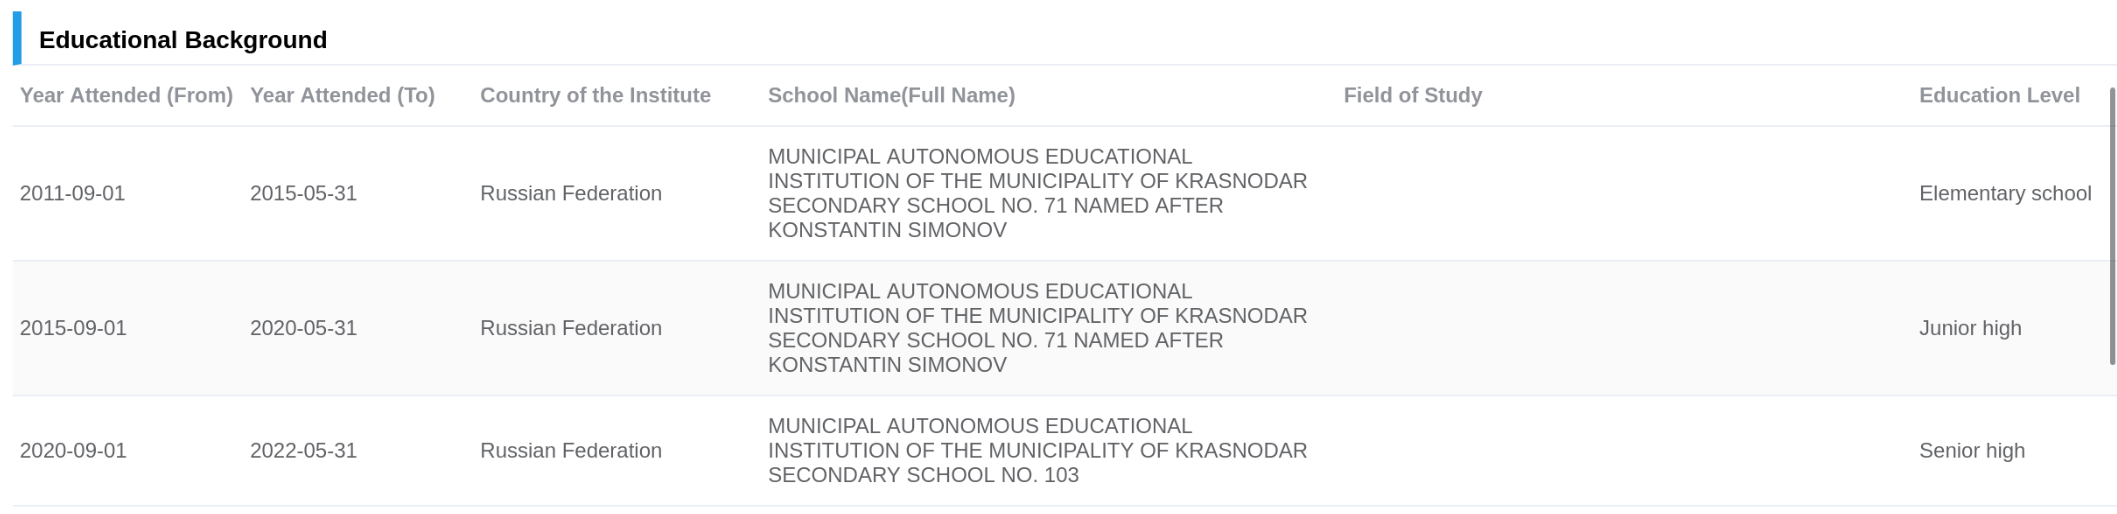 Educational Background
Year Attended (From) Year Attended (To) Country of the Institute School Name(Full Name) Field of Study Education Level
2011-09-01 2015-05-31 Russian Federation MUNICIPAL AUTONOMOUS EDUCATIONAL
INSTITUTION OF THE MUNICIPALITY OF KRASNODAR
SECONDARY SCHOOL NO. 71 NAMED AFTER
KONSTANTIN SIMONOV Elementary school
2015-09-01 2020-05-31 Russian Federation MUNICIPAL AUTONOMOUS EDUCATIONAL
INSTITUTION OF THE MUNICIPALITY OF KRASNODAR
SECONDARY SCHOOL NO. 71 NAMED AFTER
KONSTANTIN SIMONOV Junior high
2020-09-01 2022-05-31 Russian Federation MUNICIPAL AUTONOMOUS EDUCATIONAL
INSTITUTION OF THE MUNICIPALITY OF KRASNODAR
SECONDARY SCHOOL NO. 103 Senior high